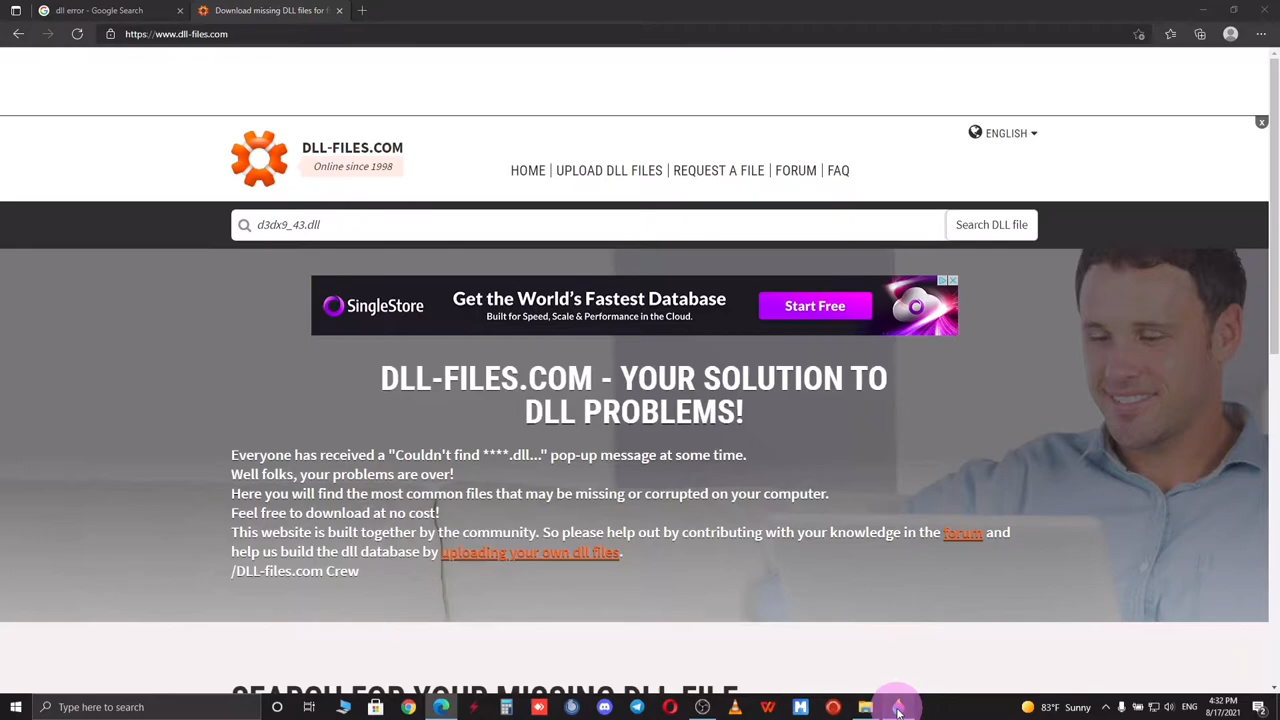 dll error - Google Search
Download missing DLL files for f
https://www.dll-files.com
x
DLL-FILES.COM
Online since 1998
ENGLISH
HOME
UPLOAD DLL FILES
REQUEST A FILE
FORUM
FAQ
d3dx9_43.dll
Search DLL file
SingleStore
Get the World's Fastest Database
Built for Speed, Scale & Performance in the Cloud.
Start Free
DLL-FILES.COM - YOUR SOLUTION TO
DLL PROBLEMS!
Everyone has received a "Couldn't find ****.dll..." pop-up message at some time.
Well folks, your problems are over!
Here you will find the most common files that may be missing or corrupted on your computer.
Feel free to download at no cost!
This website is built together by the community. So please help out by contributing with your knowledge in the forum and
help us build the dll database by uploading your own dll files.
/DLL-files.com Crew
SEARCH FOR YOUR MISSING DLL FILE
Type here to search
83°F Sunny
4:32 PM
8/17/2021
2